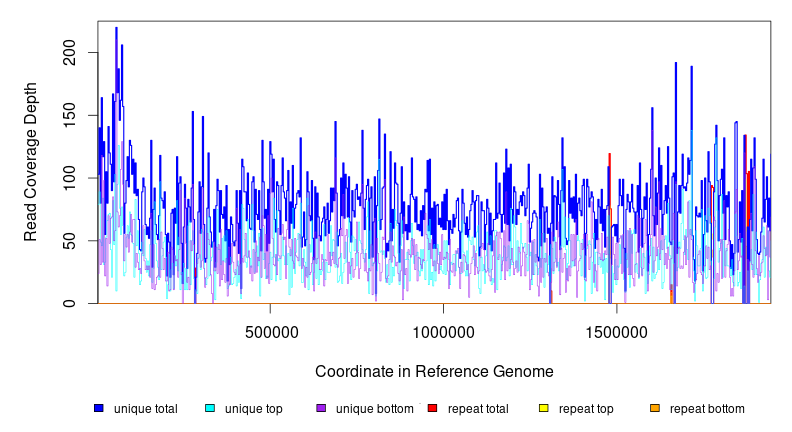 Read Coverage Depth
200
150
100
50
0
500000 1000000 1500000
Coordinate in Reference Genome
unique total unique top unique bottom repeat total repeat top repeat bottom